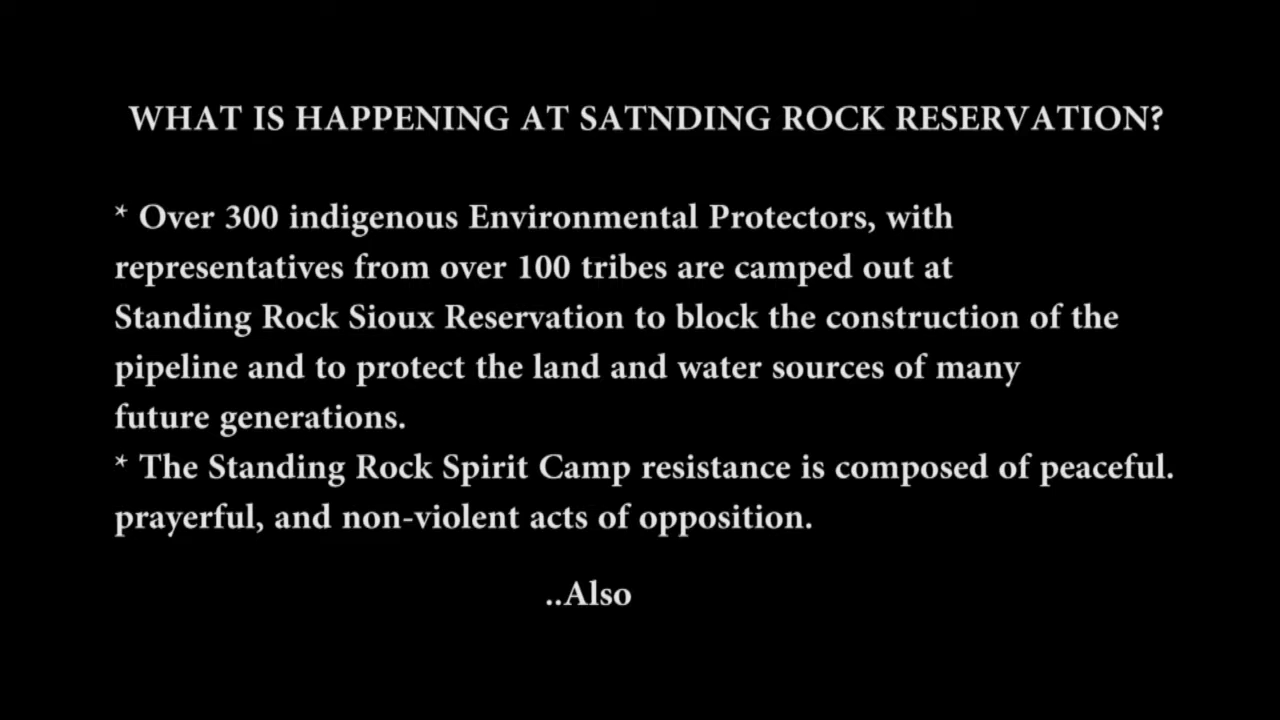 WHAT IS HAPPENING AT SATNDING ROCK RESERVATION?
* Over 300 indigenous Environmental Protectors, with
representatives from over 100 tribes are camped out at
Standing Rock Sioux Reservation to block the construction of the
pipeline and to protect the land and water sources of many
future generations.
* The Standing Rock Spirit Camp resistance is composed of peaceful.
prayerful, and non-violent acts of opposition.
..Also